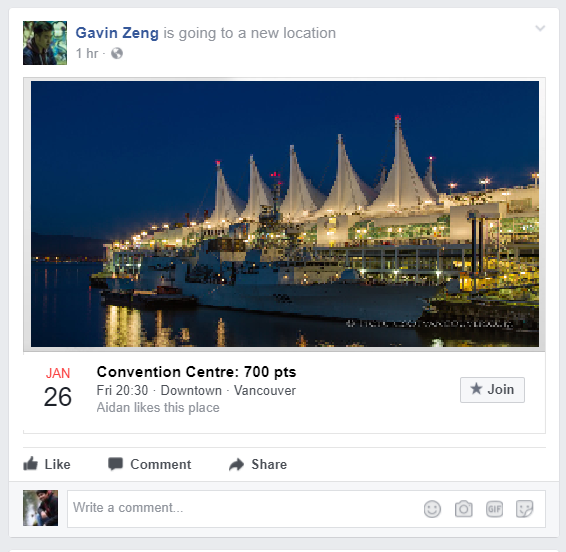 Gavin Zeng is going to a new location
1 hr ·
JAN
26
Convention Centre: 700 pts
Fri 20:30 · Downtown · Vancouver
Aidan likes this place
Join
Like
Comment
Share
Write a comment...
GIF